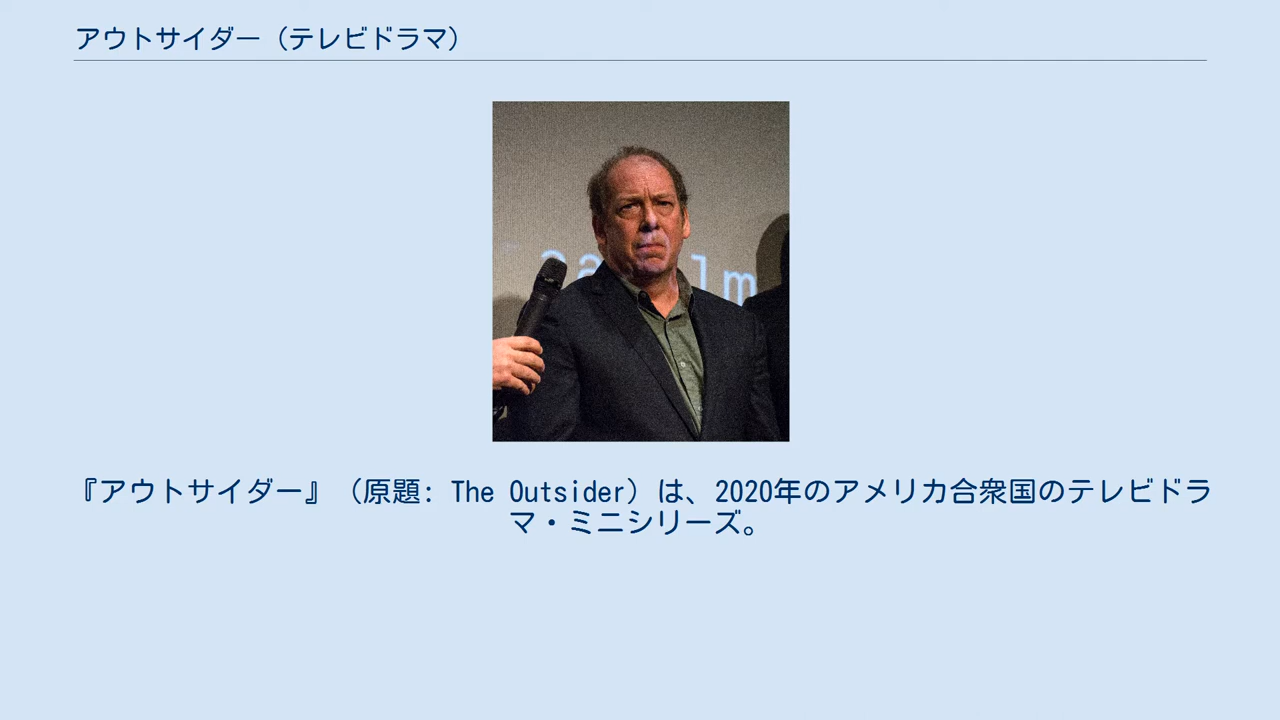 アウトサイダー（テレビドラマ）
『アウトサイダー』（原題: The Outsider）は、2020年のアメリカ合衆国のテレビドラ
マ・ミニシリーズ。